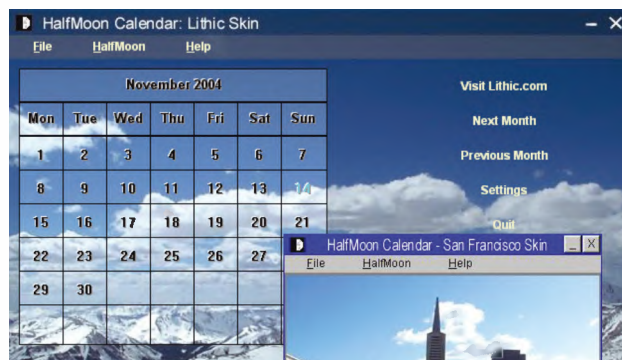 HalfMoon Calendar: Lithic Skin
File HalfMoon Help
November 2004
Mon Tue Wed Thu Fri Sat Sun
1 2 3 4 5 6 7
8 9 10 11 12 13 14
15 16 17 18 19 20 21
22 23 24 25 26 27
29 30
Visit Lithic.com
Next Month
Previous Month
Settings
Quit
HalfMoon Calendar - San Francisco Skin
File HalfMoon Help